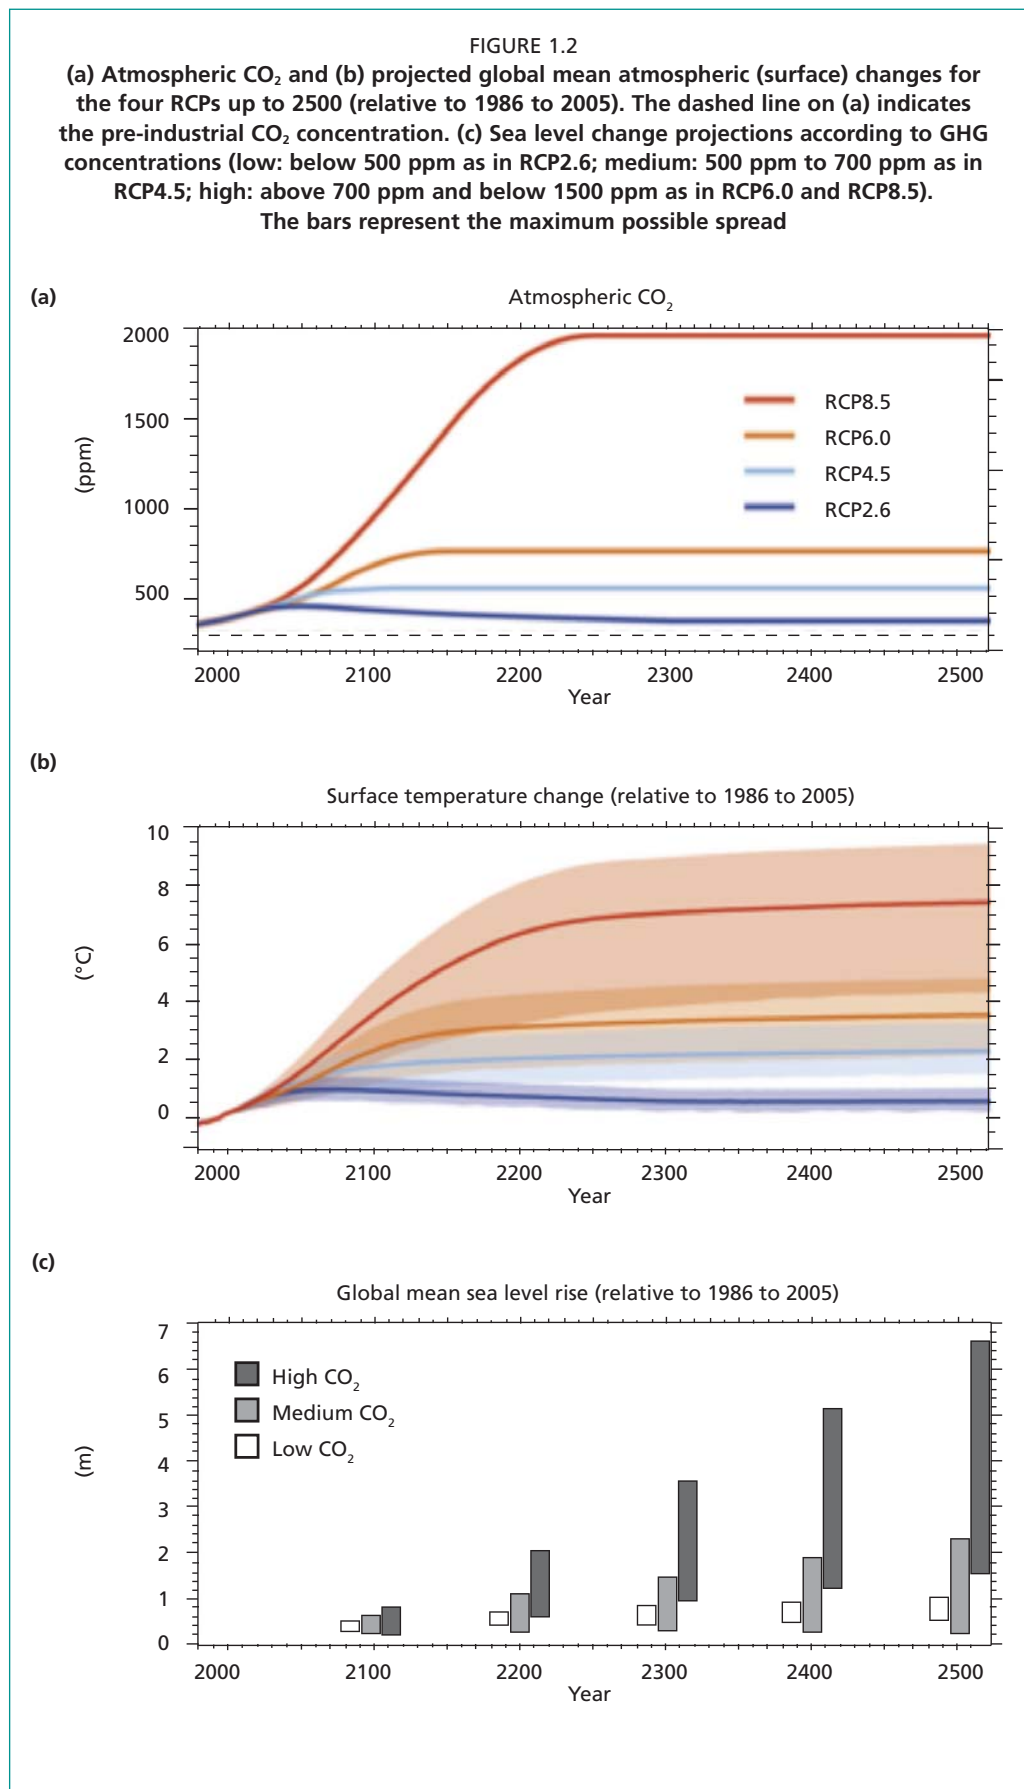 FIGURE 1.2
(a) Atmospheric CO₂ and (b) projected global mean atmospheric (surface) changes for
the four RCPs up to 2500 (relative to 1986 to 2005). The dashed line on (a) indicates
the pre-industrial CO₂ concentration. (c) Sea level change projections according to GHG
concentrations (low: below 500 ppm as in RCP2.6; medium: 500 ppm to 700 ppm as in
RCP4.5; high: above 700 ppm and below 1500 ppm as in RCP6.0 and RCP8.5).
The bars represent the maximum possible spread
(a)
Atmospheric CO₂
2000
1500
1000
500
(ppm)
RCP8.5
RCP6.0
RCP4.5
RCP2.6
2000 2100 2200 2300 2400 2500
Year
(b)
Surface temperature change (relative to 1986 to 2005)
10
8
6
4
2
0
(°C)
2000 2100 2200 2300 2400 2500
Year
(c)
Global mean sea level rise (relative to 1986 to 2005)
7
6
5
4
3
2
1
0
(m)
High CO₂
Medium CO₂
Low CO₂
2000 2100 2200 2300 2400 2500
Year